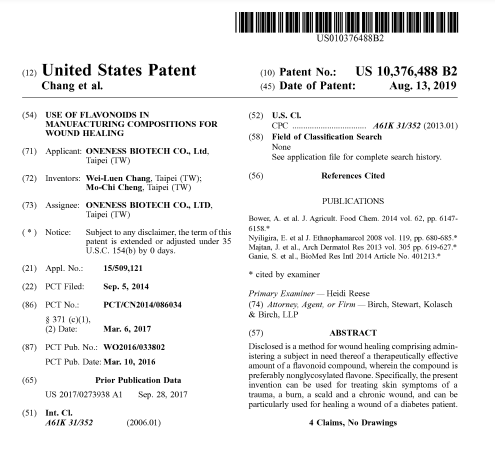 US010376488B2
(12) United States Patent
Chang et al.
(10) Patent No.: US 10,376,488 B2
(45) Date of Patent: Aug. 13, 2019
(54) USE OF FLAVONOIDS IN
MANUFACTURING COMPOSITIONS FOR
WOUND HEALING
(71) Applicant: ONENESS BIOTECH CO., Ltd,
Taipei (TW)
(72) Inventors: Wei-Luen Chang, Taipei (TW);
Mo-Chi Cheng, Taipei (TW)
(73) Assignee: ONENESS BIOTECH CO., LTD,
Taipei (TW)
( * ) Notice: Subject to any disclaimer, the term of this
patent is extended or adjusted under 35
U.S.C. 154(b) by 0 days.
(21) Appl. No.: 15/509,121
(22) PCT Filed: Sep. 5, 2014
(86) PCT No.: PCT/CN2014/086034
§ 371 (c)(1),
(2) Date: Mar. 6, 2017
(87) PCT Pub. No.: WO2016/033802
PCT Pub. Date: Mar. 10, 2016
(65) Prior Publication Data
US 2017/0273938 A1 Sep. 28, 2017
(51) Int. Cl.
A61K 31/352 (2006.01)
(52) U.S. Cl.
CPC .................................. A61K 31/352 (2013.01)
(58) Field of Classification Search
None
See application file for complete search history.
(56) References Cited
PUBLICATIONS
Bower, A. et al. J. Agricult. Food Chem. 2014 vol. 62, pp. 6147-
6158.*
Nyiligira, E. et al J Ethnopharmacol 2008 vol. 119, pp. 680-685.*
Majtan, J. et al., Arch Dermatol Res 2013 vol. 305 pp. 619-627.*
Ganie, S. et al., BioMed Res Intl 2014 Article No. 401213.*
* cited by examiner
Primary Examiner — Heidi Reese
(74) Attorney, Agent, or Firm — Birch, Stewart, Kolasch
& Birch, LLP
(57) ABSTRACT
Disclosed is a method for wound healing comprising admin-
istering a subject in need thereof a therapeutically effective
amount of a flavonoid compound, wherein the compound is
preferably nonglycosylated flavone. Specifically, the present
invention can be used for treating skin symptoms of a
trauma, a burn, a scald and a chronic wound, and can be
particularly used for healing a wound of a diabetes patient.
4 Claims, No Drawings